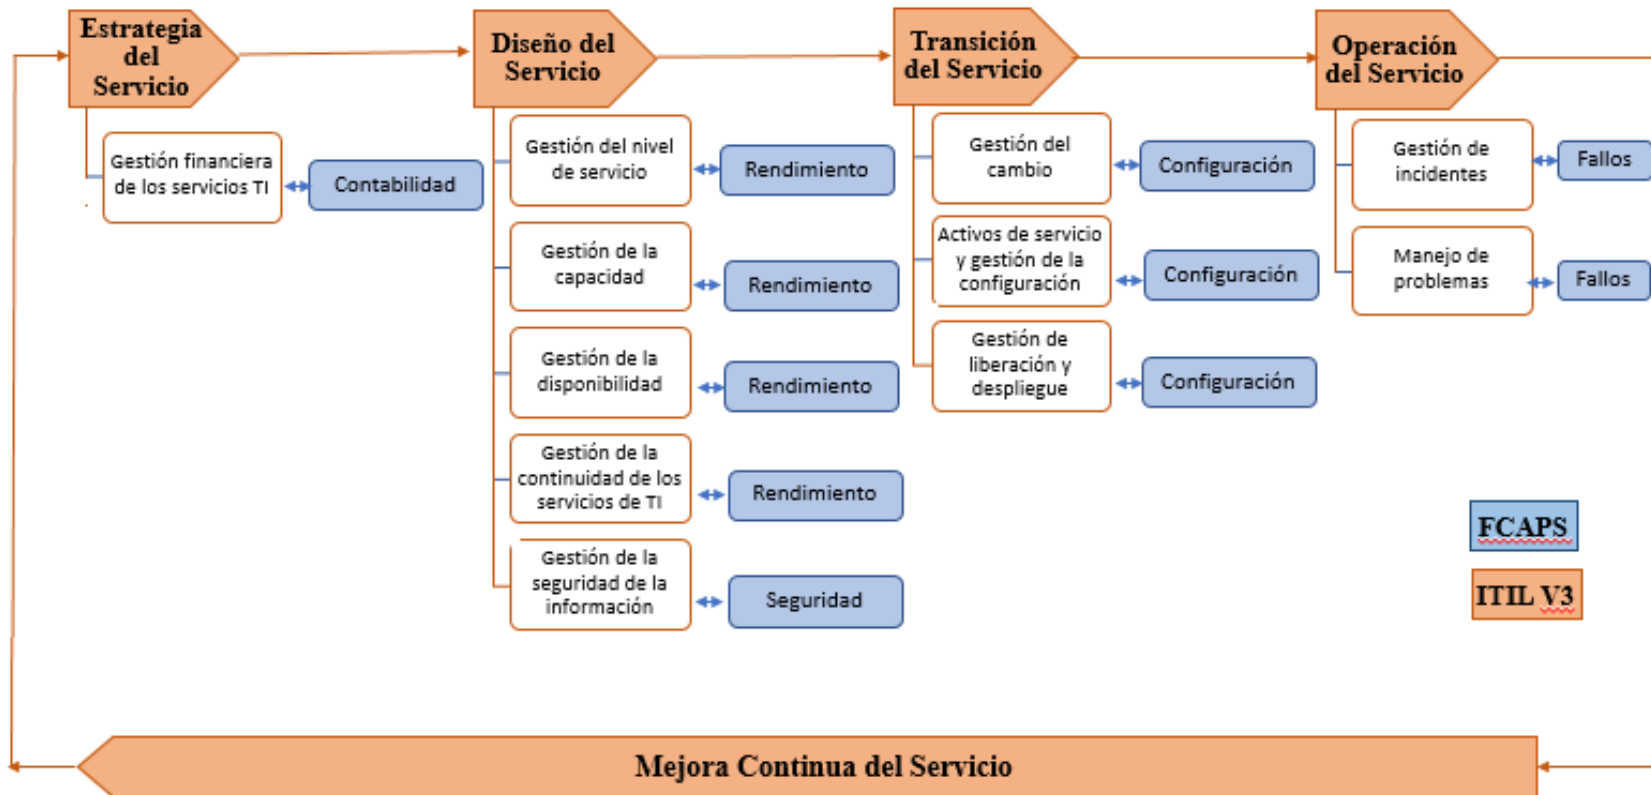 Estrategia
del
Servicio
Gestión financiera
de los servicios TI
Contabilidad
Diseño del
Servicio
Gestión del nivel
de servicio
Rendimiento
Gestión de la
capacidad
Rendimiento
Gestión de la
disponibilidad
Rendimiento
Gestión de la
continuidad de los
servicios de TI
Rendimiento
Gestión de la
seguridad de la
información
Seguridad
Transición
del Servicio
Gestión del
cambio
Configuración
Activos de servicio
y gestión de la
configuración
Configuración
Gestión de
liberación y
despliegue
Configuración
Operación
del Servicio
Gestión de
incidentes
Fallos
Manejo de
problemas
Fallos
FCAPS
ITIL V3
Mejora Continua del Servicio